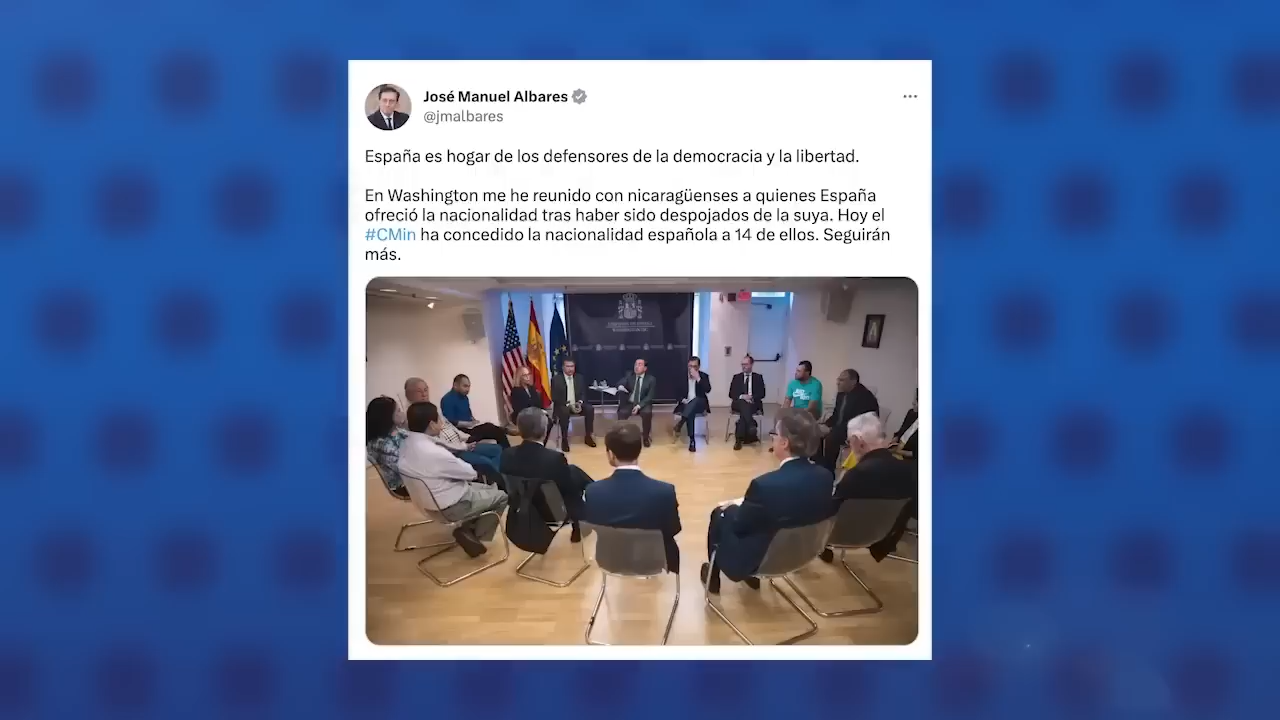 José Manuel Albares
@jmalbares
España es hogar de los defensores de la democracia y la libertad.
En Washington me he reunido con nicaragüenses a quienes España
ofreció la nacionalidad tras haber sido despojados de la suya. Hoy el
#CMin ha concedido la nacionalidad española a 14 de ellos. Seguirán
más.